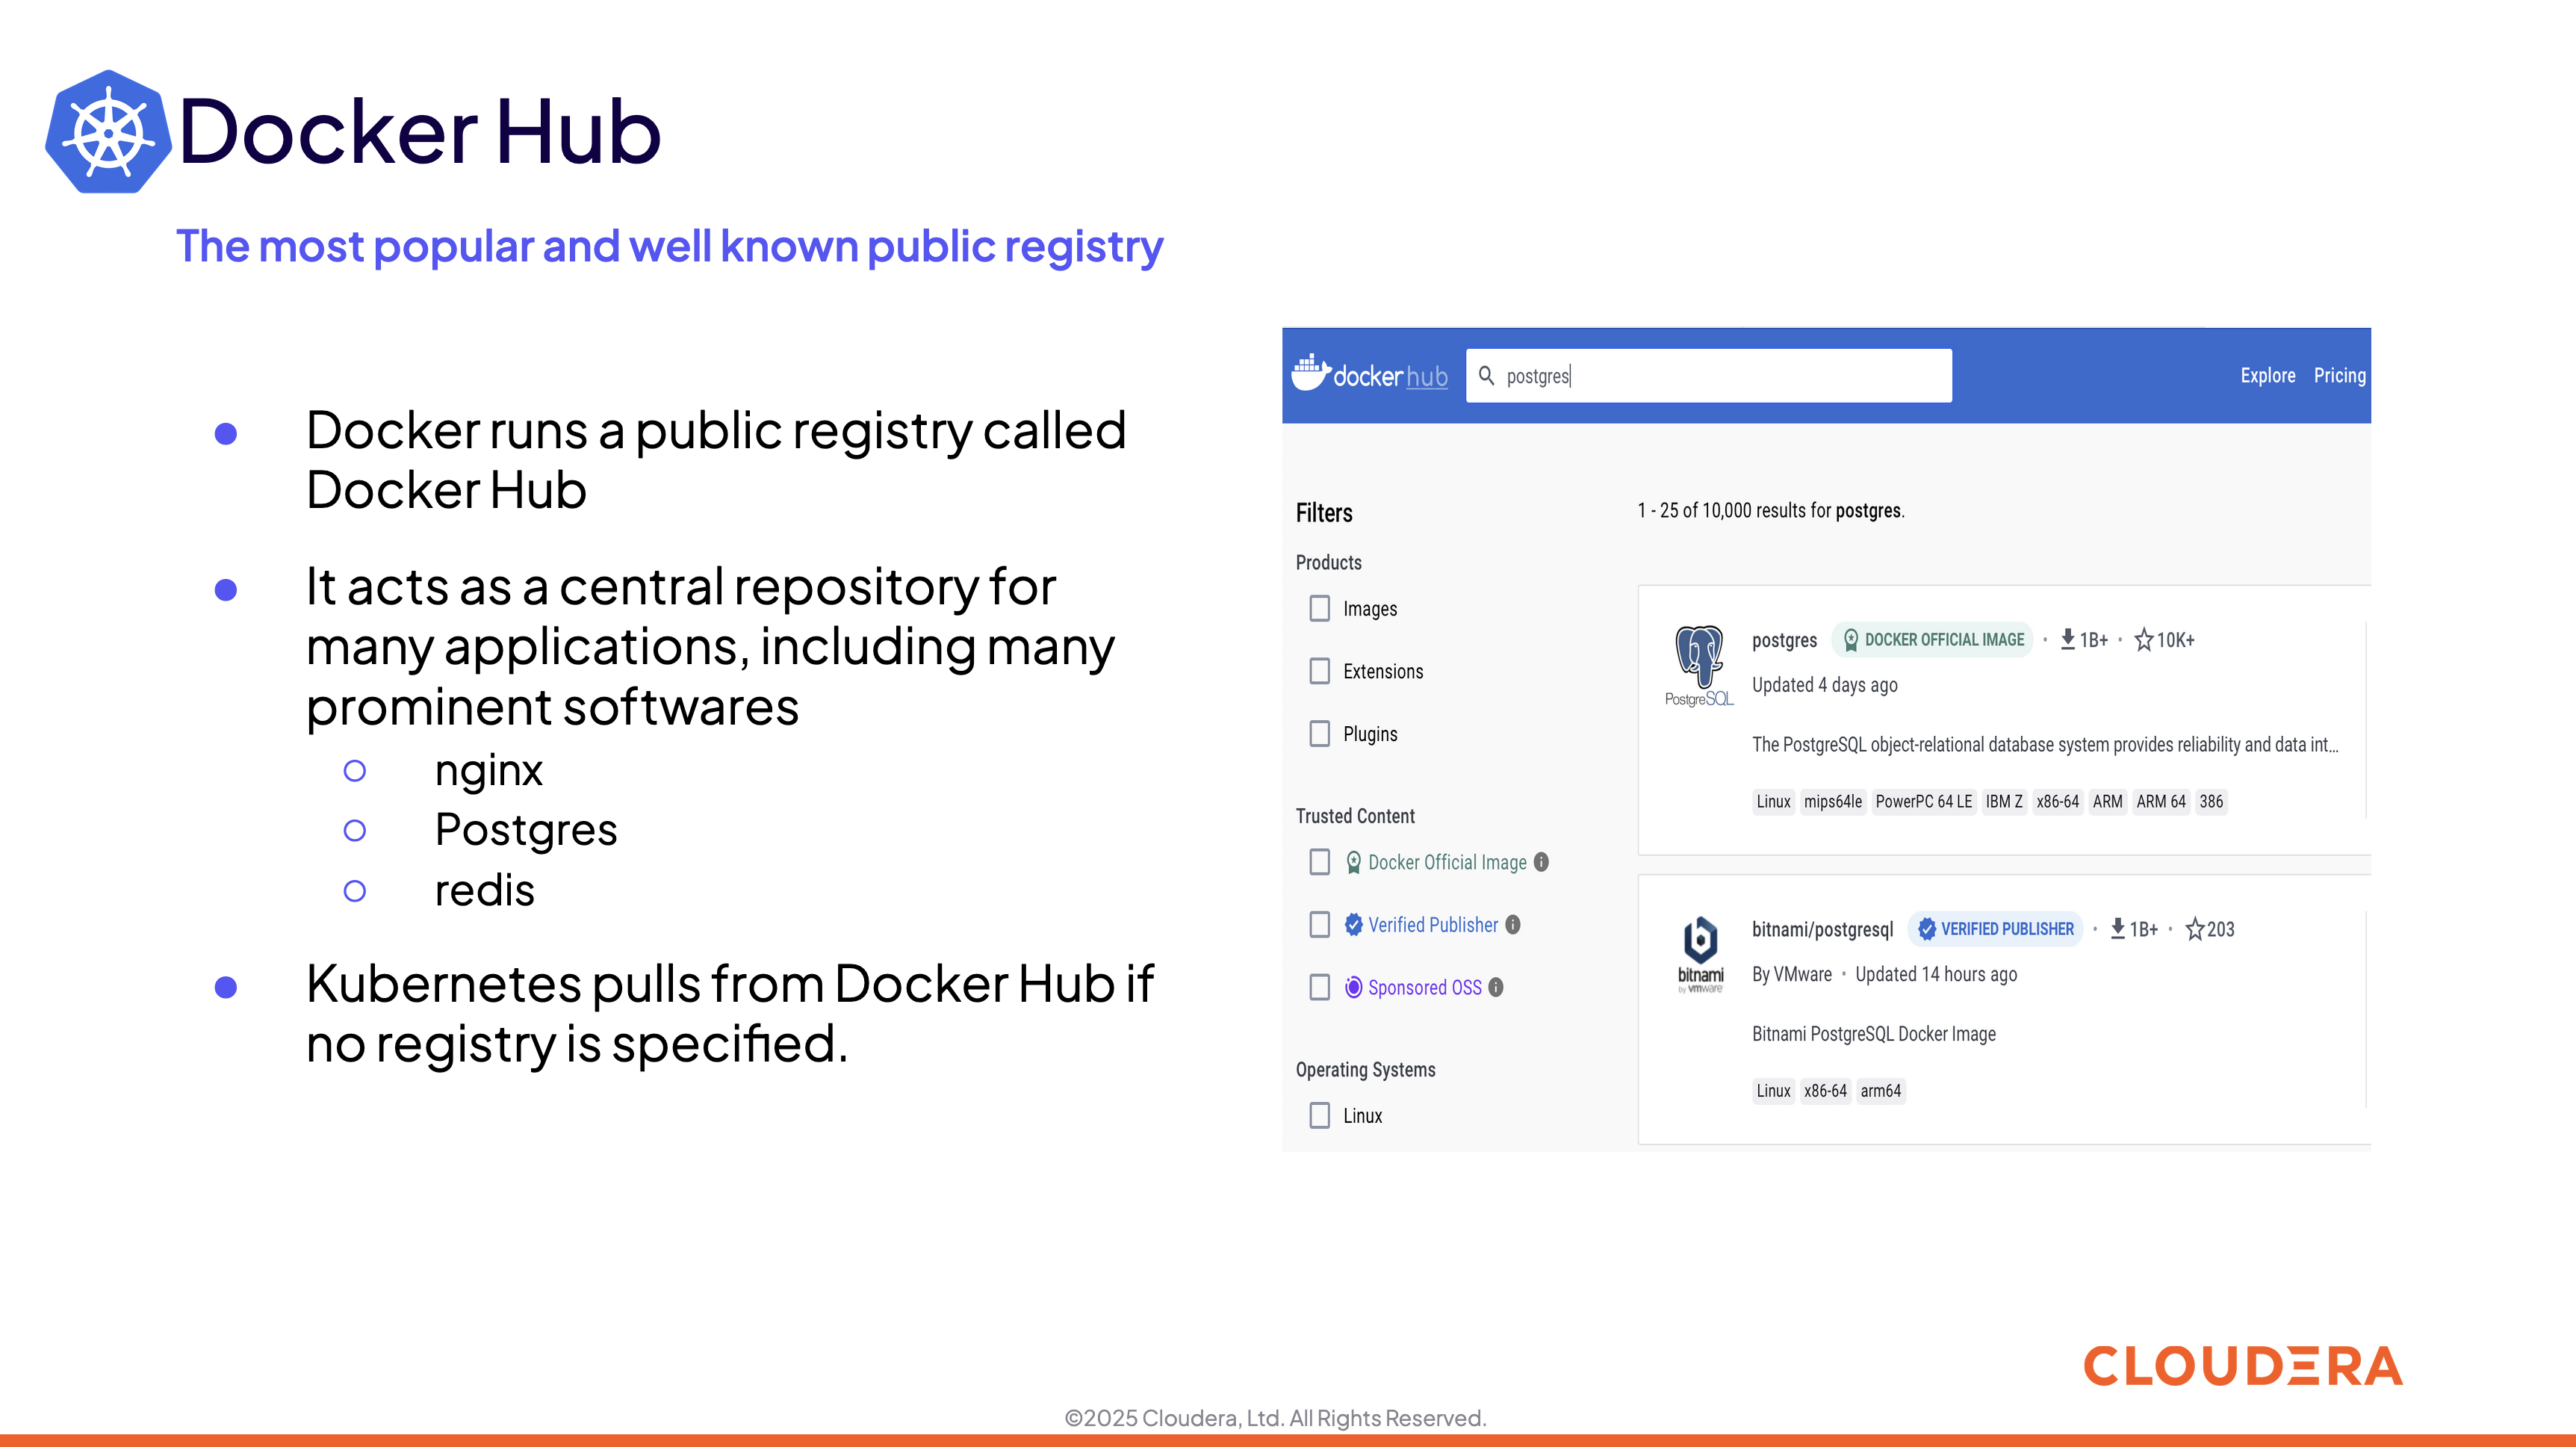 Docker Hub
The most popular and well known public registry
Docker runs a public registry called
Docker Hub
It acts as a central repository for
many applications, including many
prominent softwares
nginx
Postgres
redis
Kubernetes pulls from Docker Hub if
no registry is specified.
docker hub
postgres
Explore Pricing
Filters
Products
Images
Extensions
Plugins
Trusted Content
Docker Official Image
Verified Publisher
Sponsored OSS
Operating Systems
Linux
1 - 25 of 10,000 results for postgres.
PostgreSQL
postgres DOCKER OFFICIAL IMAGE · 1B+ · 10K+
Updated 4 days ago
The PostgreSQL object-relational database system provides reliability and data int...
Linux mips64le PowerPC 64 LE IBM Z x86-64 ARM ARM 64 386
bitnami
by vmware
bitnami/postgresql VERIFIED PUBLISHER · 1B+ · 203
By VMware · Updated 14 hours ago
Bitnami PostgreSQL Docker Image
Linux x86-64 arm64
CLOUDERA
©2025 Cloudera, Ltd. All Rights Reserved.